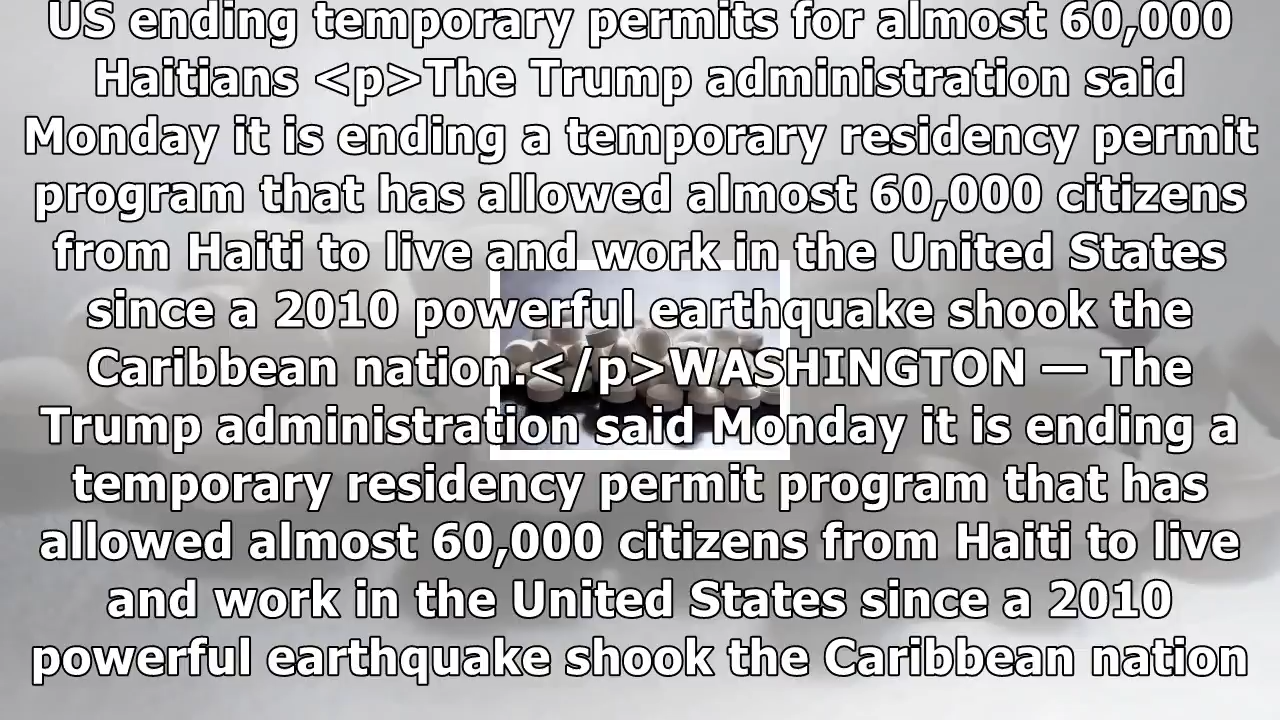 US ending temporary permits for almost 60,000
Haitians <p>The Trump administration said
Monday it is ending a temporary residency permit
program that has allowed almost 60,000 citizens
from Haiti to live and work in the United States
since a 2010 powerful earthquake shook the
Caribbean nation.</p>WASHINGTON — The
Trump administration said Monday it is ending a
temporary residency permit program that has
allowed almost 60,000 citizens from Haiti to live
and work in the United States since a 2010
powerful earthquake shook the Caribbean nation